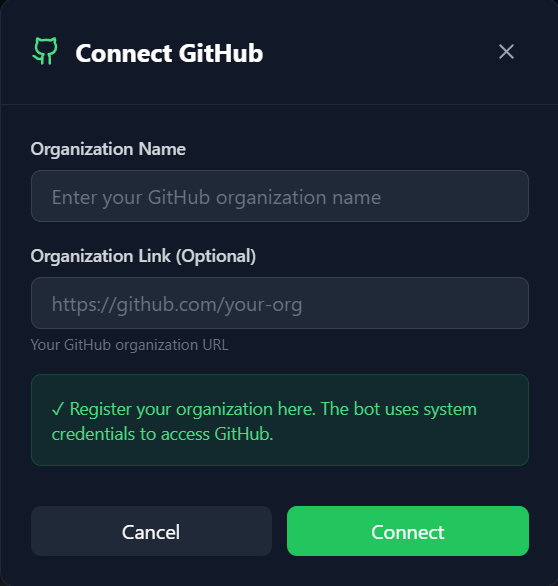 Connect GitHub
Organization Name
Enter your GitHub organization name
Organization Link (Optional)
https://github.com/your-org
Your GitHub organization URL
✓ Register your organization here. The bot uses system
credentials to access GitHub.
Cancel
Connect